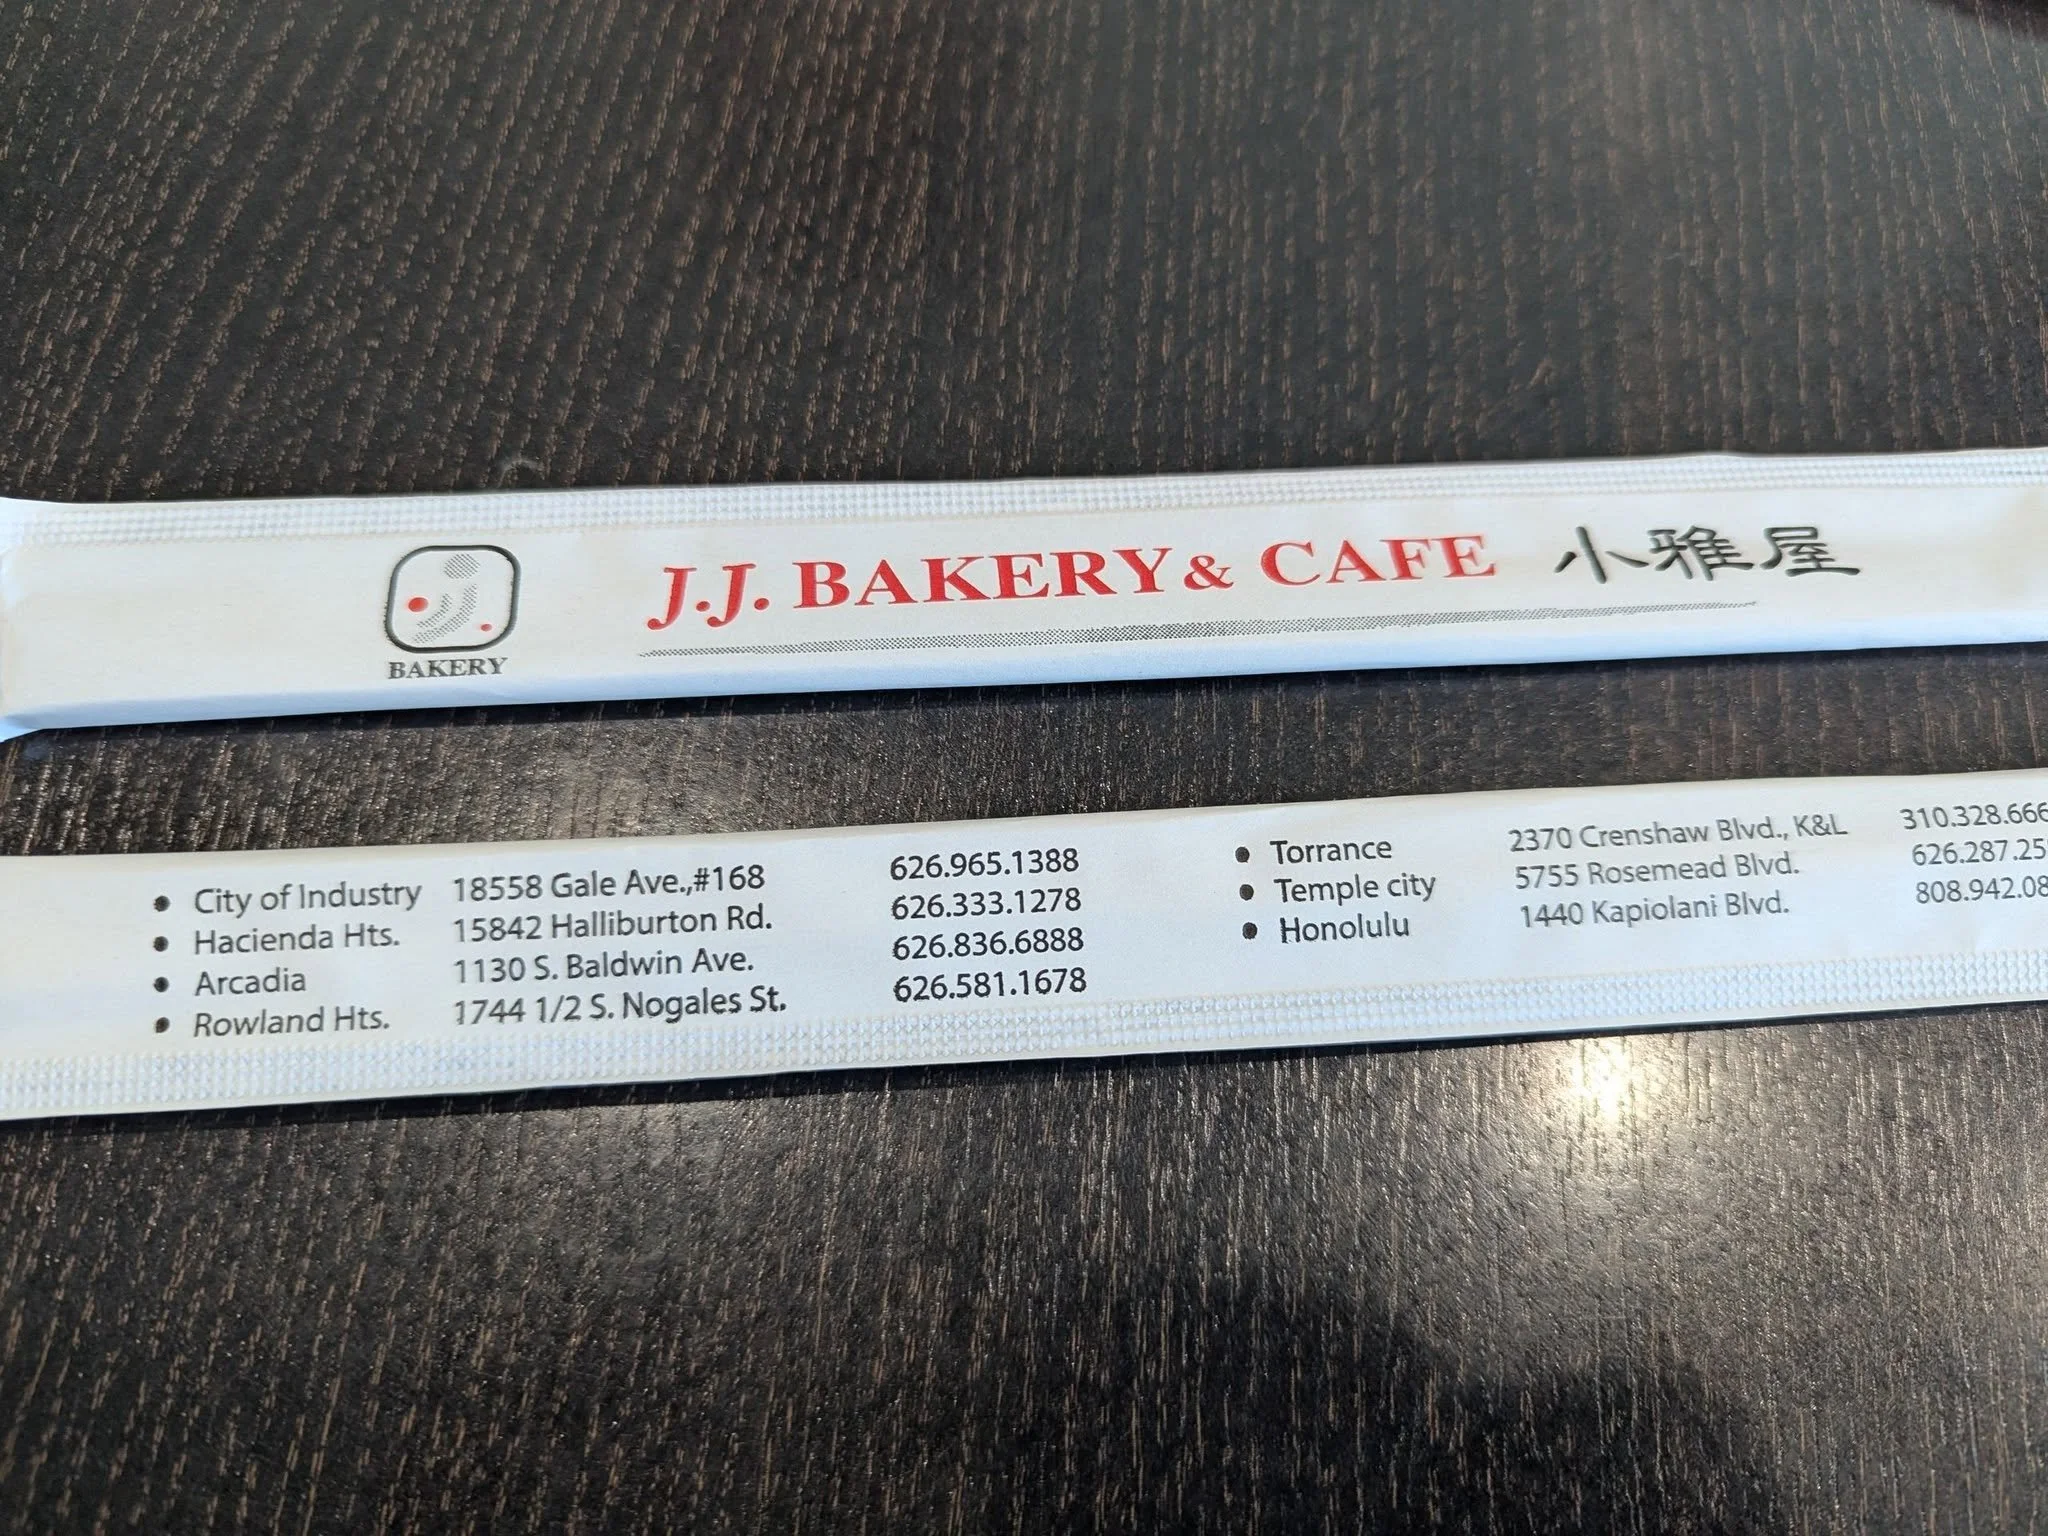 BAKERY
J.J. BAKERY & CAFE 小雅屋
• City of Industry 18558 Gale Ave.,#168 626.965.1388
• Hacienda Hts. 15842 Halliburton Rd. 626.333.1278
• Arcadia 1130 S. Baldwin Ave. 626.836.6888
• Rowland Hts. 1744 1/2 S. Nogales St. 626.581.1678
• Torrance 2370 Crenshaw Blvd., K&L
• Temple city 5755 Rosemead Blvd.
• Honolulu 1440 Kapiolani Blvd.